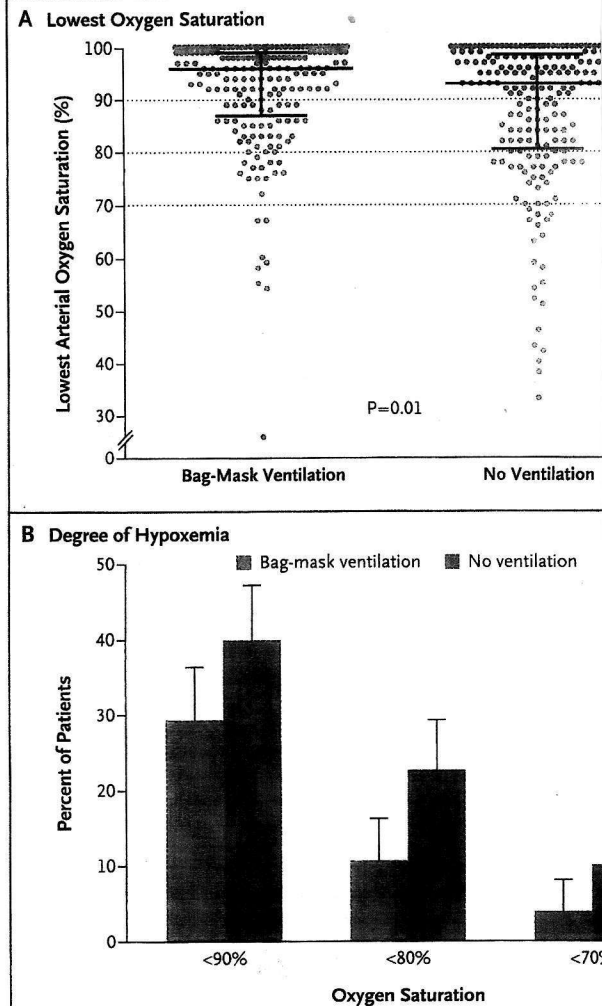 A Lowest Oxygen Saturation
Lowest Arterial Oxygen Saturation (%)
100
90
80
70
60
50
40
30
0
P=0.01
Bag-Mask Ventilation
No Ventilation
B Degree of Hypoxemia
Bag-mask ventilation
No ventilation
Percent of Patients
50
40
30
20
10
0
<90%
<80%
<70%
Oxygen Saturation